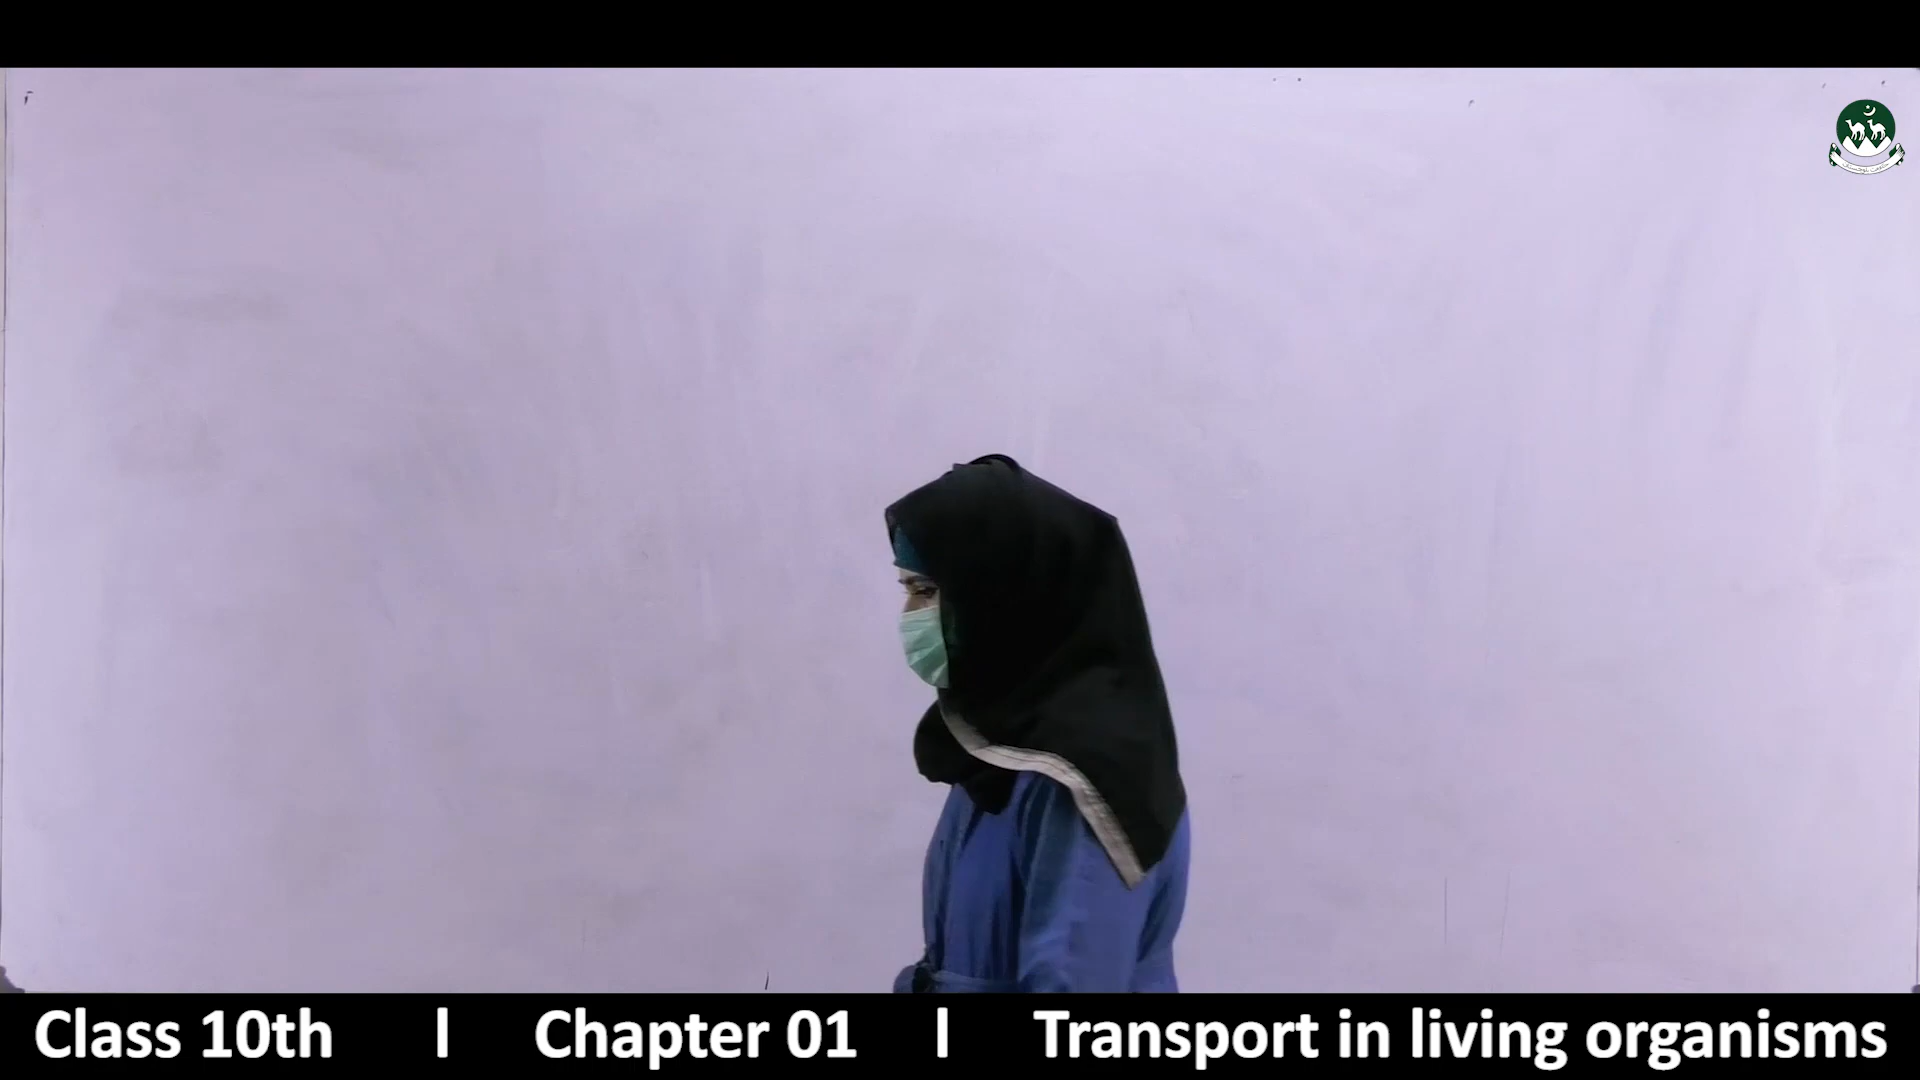 Class 10th | Chapter 01 | Transport in living organisms